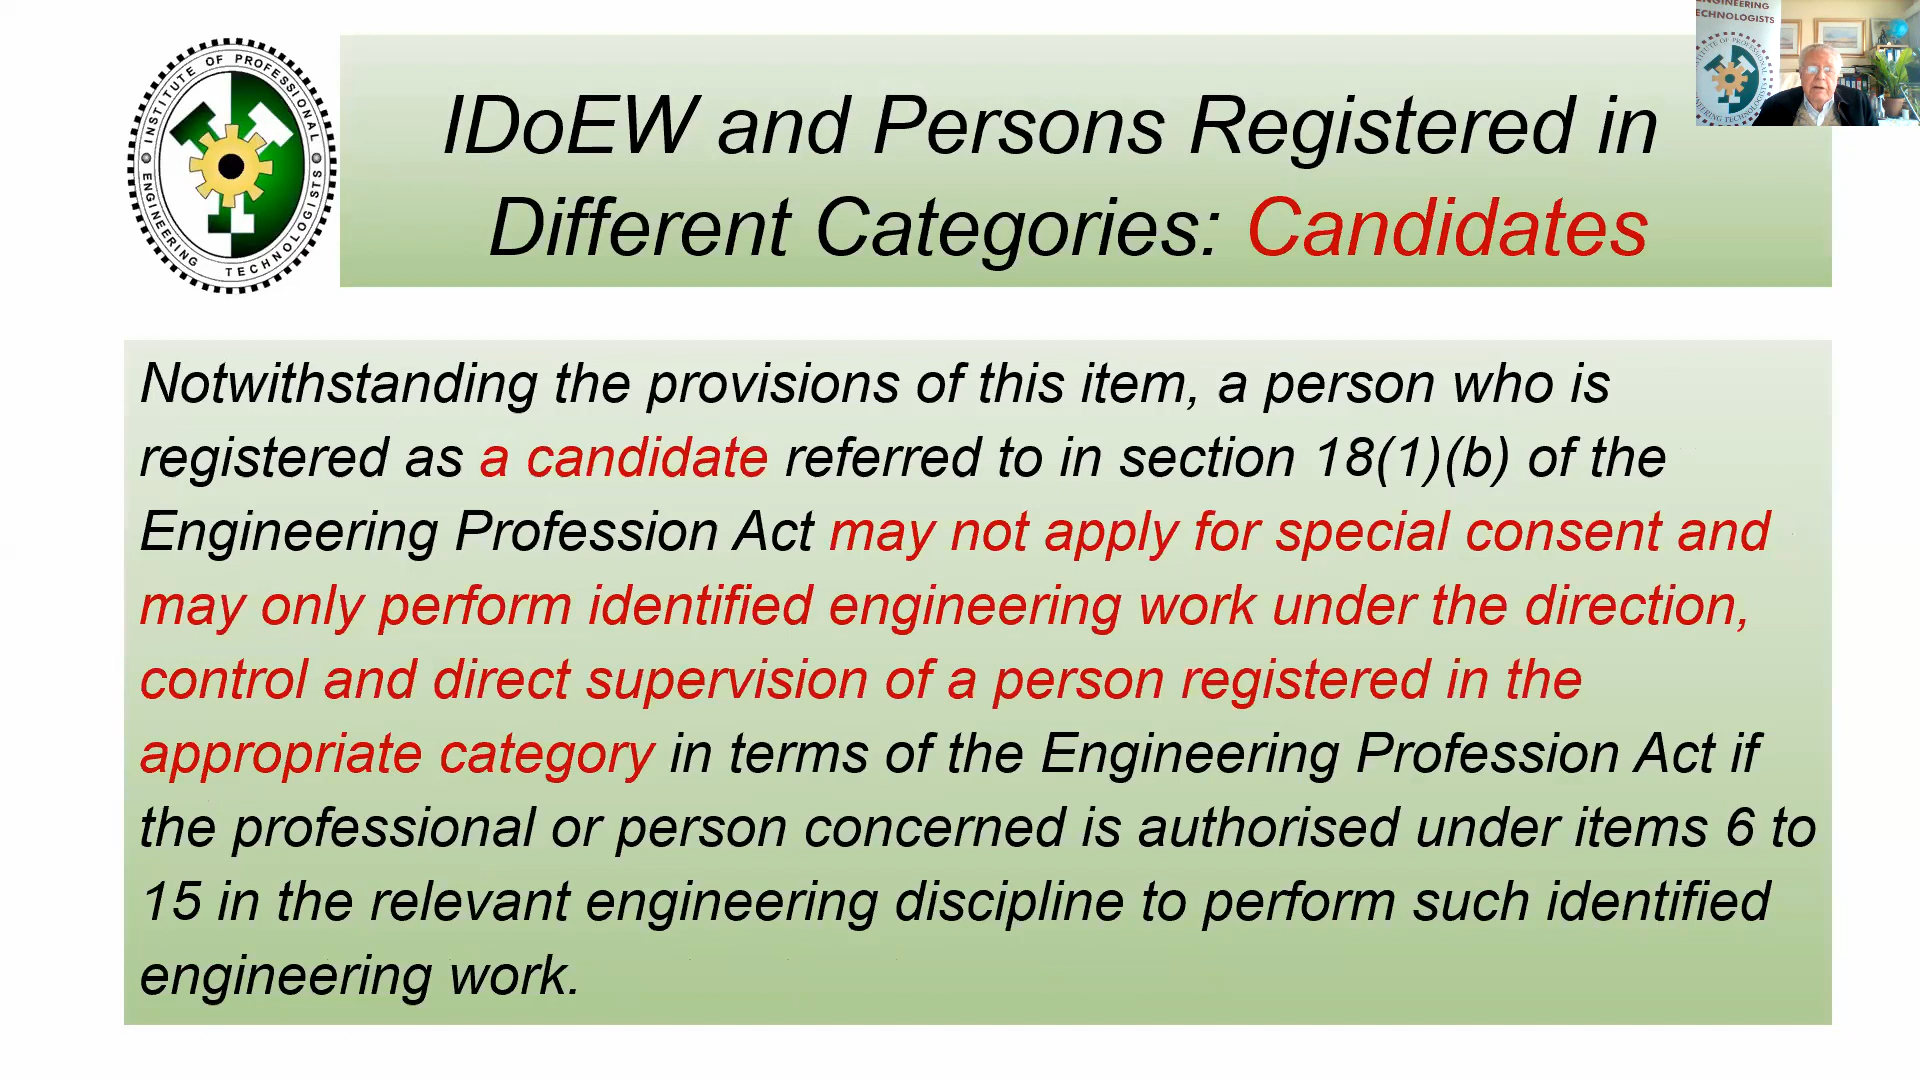 ENGINEERING
TECHNOLOGISTS
INSTITUTE OF PROFESSIONAL
ENGINEERING TECHNOLOGISTS
IDoEW and Persons Registered in
Different Categories: Candidates
Notwithstanding the provisions of this item, a person who is
registered as a candidate referred to in section 18(1)(b) of the
Engineering Profession Act may not apply for special consent and
may only perform identified engineering work under the direction,
control and direct supervision of a person registered in the
appropriate category in terms of the Engineering Profession Act if
the professional or person concerned is authorised under items 6 to
15 in the relevant engineering discipline to perform such identified
engineering work.